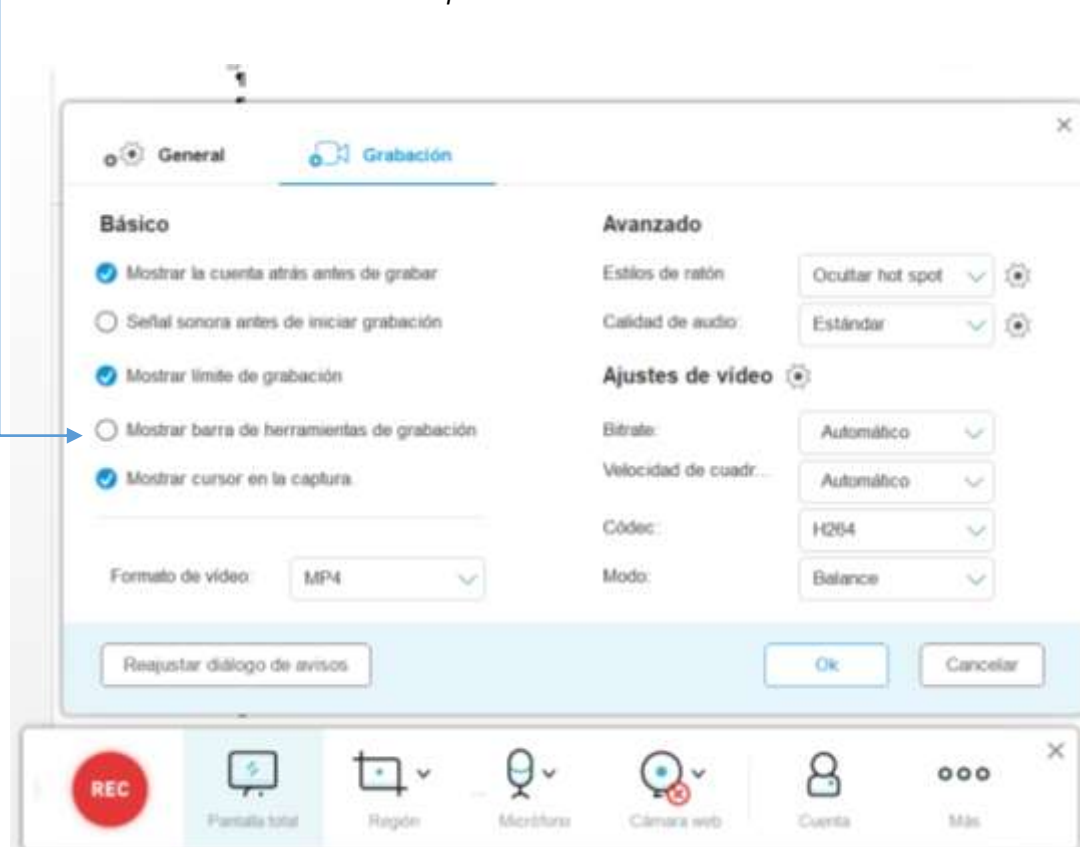 General
Grabación
Básico
Mostrar la cuenta atrás antes de grabar
Señal sonora antes de iniciar grabación
Mostrar límite de grabación
Mostrar barra de herramientas de grabación
Mostrar cursor en la captura
Formato de vídeo: MP4
Avanzado
Estilos de ratón Ocultar hot spot
Calidad de audio: Estándar
Ajustes de vídeo
Bitrate: Automático
Velocidad de cuadr... Automático
Códec: H264
Modo: Balance
Reajustar diálogo de avisos
Ok
Cancelar
REC
Pantalla total
Región
Micrófono
Cámara web
Cuenta
Más